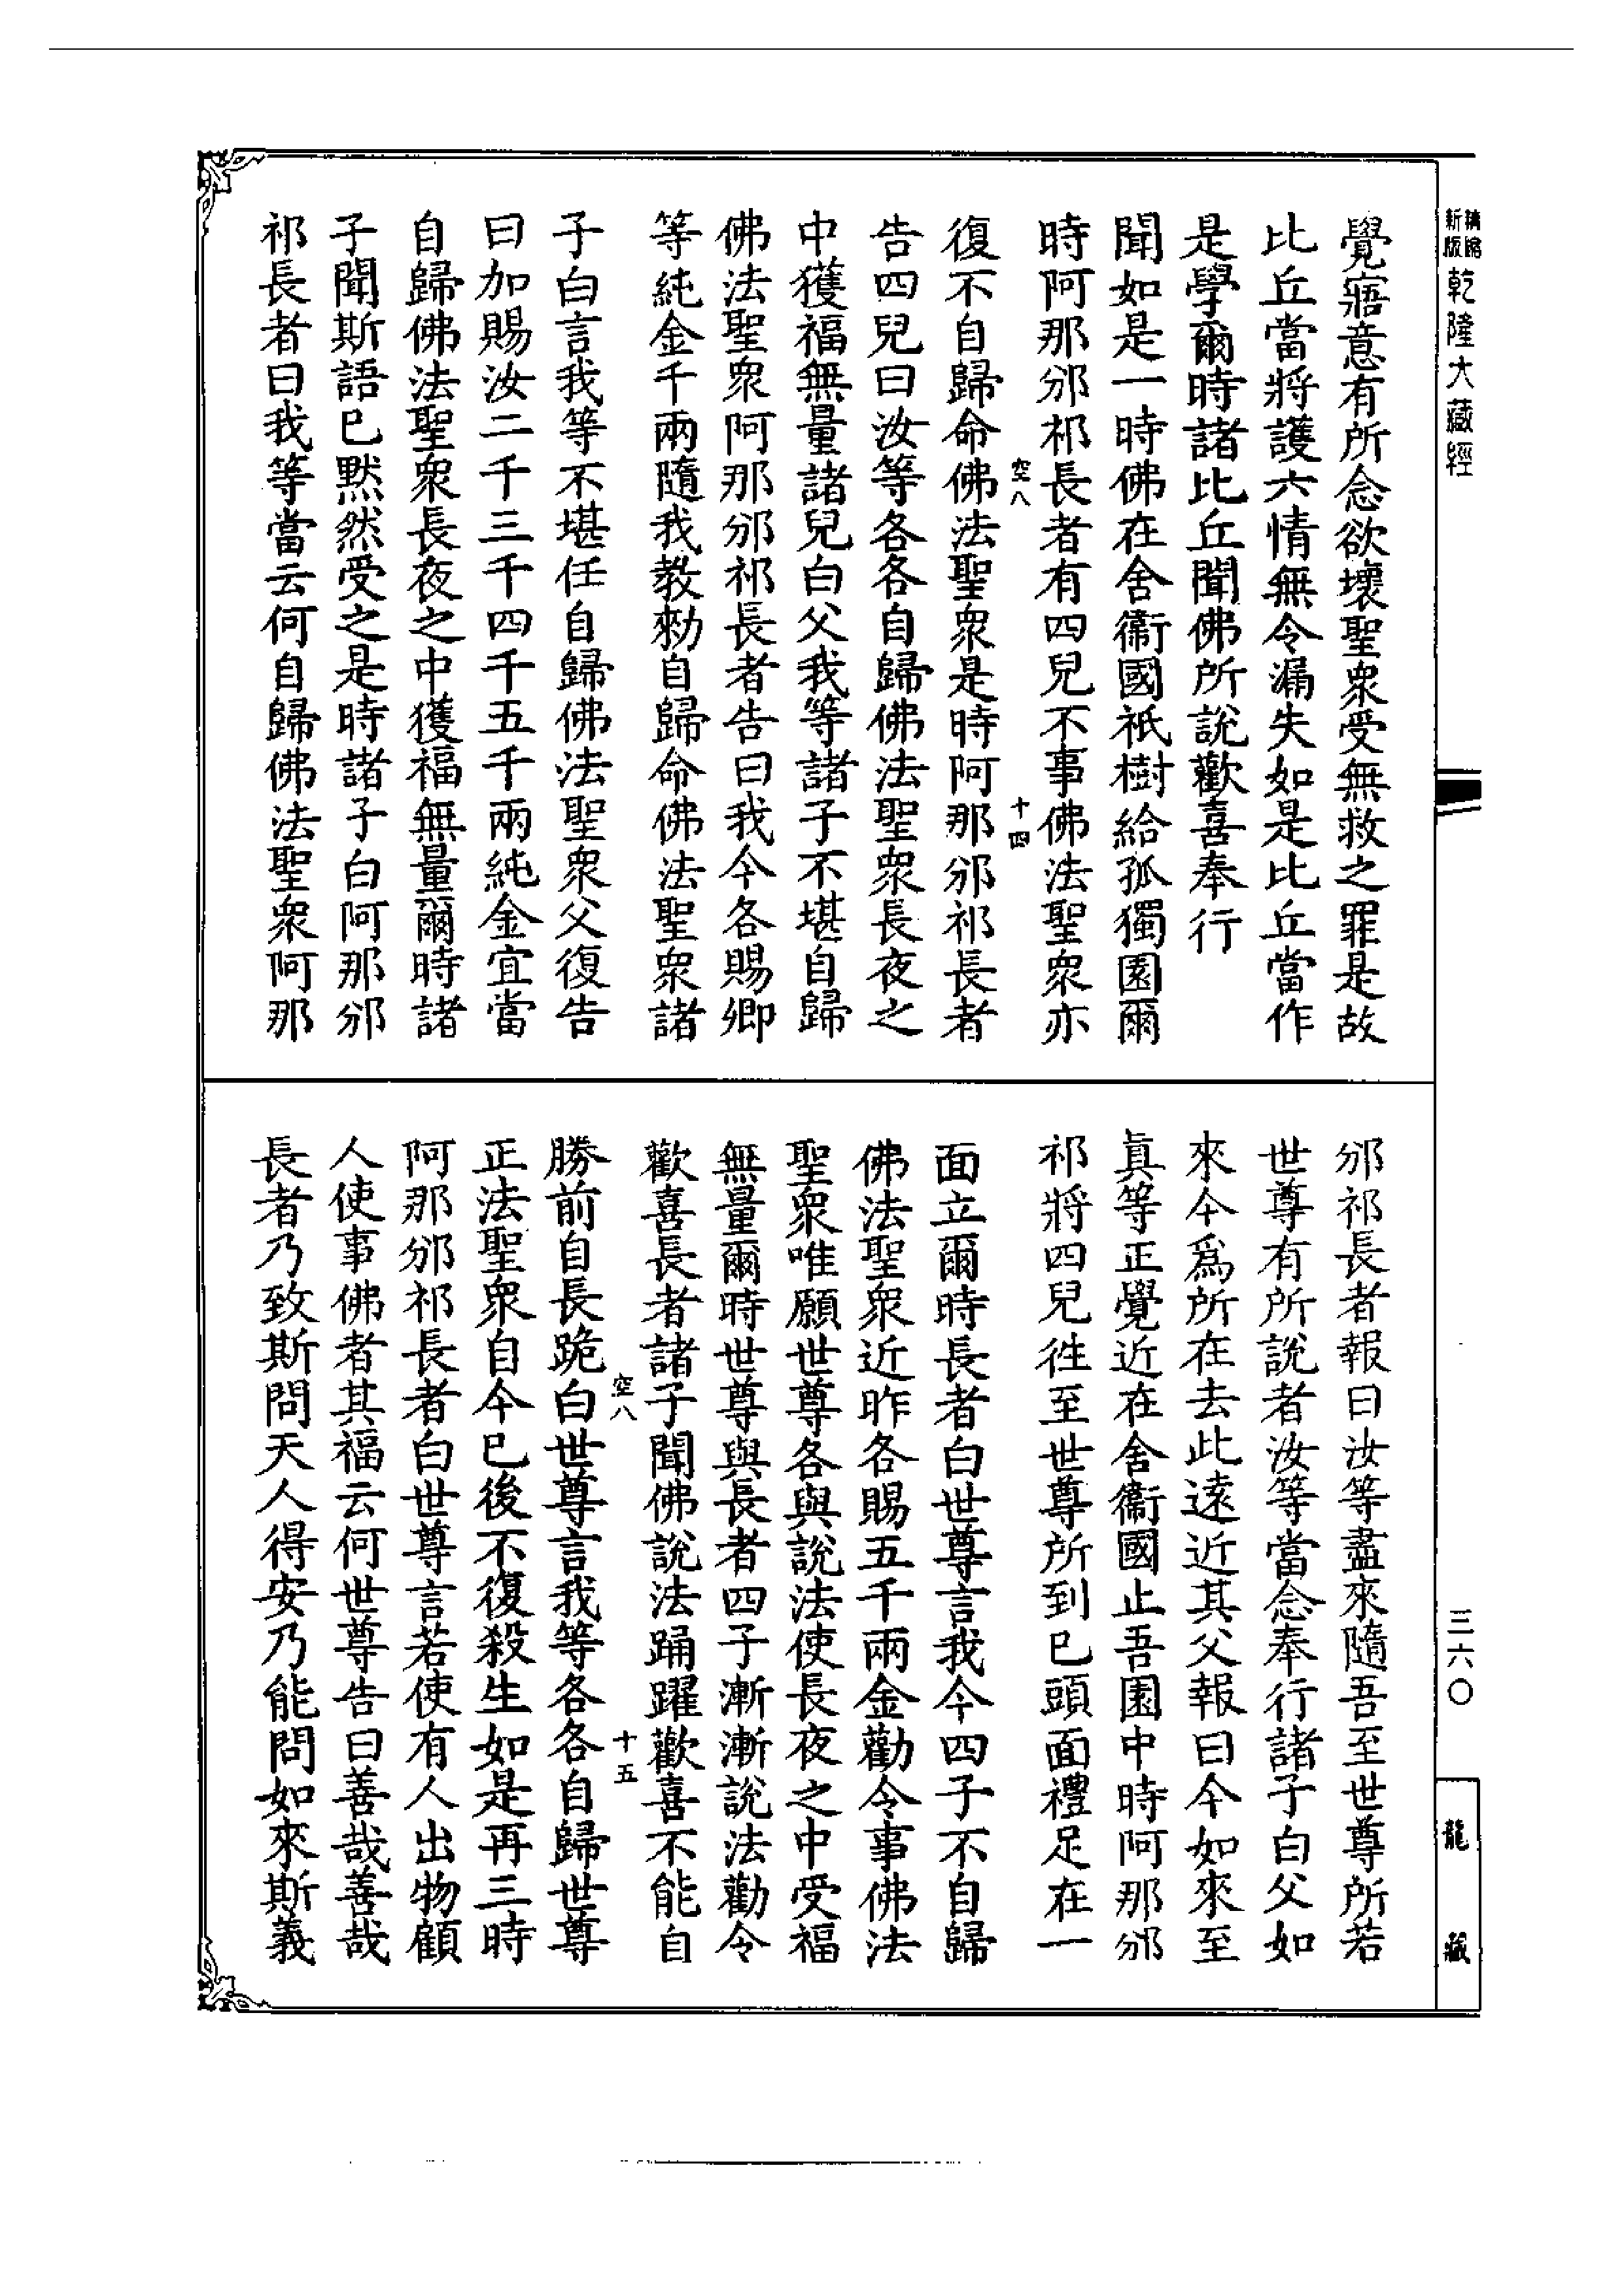 新版
精縮
乾隆大藏經
覺寤意有所念欲壞聖衆受無救之罪是故
比丘當將護六情無令漏失如是比丘當作
是學爾時諸比丘聞佛所說歡喜奉行
聞如是一時佛在舍衞國祇樹給孤獨園爾
時阿那邠祁長者有四兒不事佛法聖衆亦
空八
十四
復不自歸命佛法聖衆是時阿那邠祁長者
告四兒曰汝等各各自歸佛法聖衆長夜之
中獲福無量諸兒白父我等諸子不堪自歸
佛法聖衆阿那邠祁長者告曰我今各賜卿
等純金千兩隨我教勑自歸命佛法聖衆諸
子白言我等不堪任自歸佛法聖衆父復告
曰加賜汝二千三千四千五千兩純金宜當
自歸佛法聖衆長夜之中獲福無量爾時諸
子聞斯語已黙然受之是時諸子白阿那邠
祁長者曰我等當云何自歸佛法聖衆阿那
邠祁長者報曰汝等盡來隨吾至世尊所若
世尊有所說者汝等當念奉行諸子白父如
來今爲所在去此遠近其父報曰今如來至
眞等正覺近在舍衞國止吾園中時阿那邠
祁將四兒徃至世尊所到已頭面禮足在一
面立爾時長者白世尊言我今四子不自歸
佛法聖衆近昨各賜五千兩金勸令事佛法
聖衆唯願世尊各與說法使長夜之中受福
無量爾時世尊與長者四子漸漸說法勸令
歡喜長者諸子聞佛說法踊躍歡喜不能自
空八
十五
勝前自長跪白世尊言我等各各自歸世尊
正法聖衆自今已後不復殺生如是再三時
阿那邠祁長者白世尊言若使有人出物顧
人使事佛者其福云何世尊告曰善哉善哉
長者乃致斯問天人得安乃能問如來斯義
三六〇
龍藏